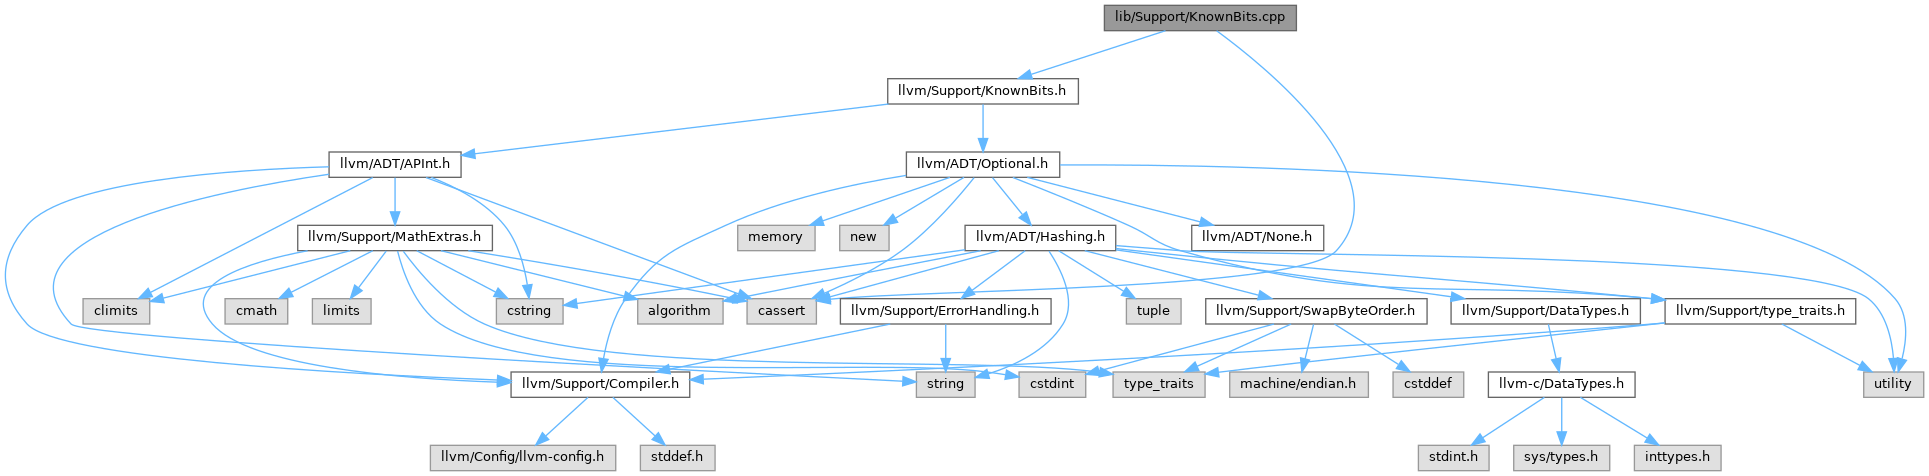 lib/Support/KnownBits.cpp
llvm/Support/KnownBits.h
llvm/ADT/APInt.h
llvm/ADT/Optional.h
llvm/Support/MathExtras.h
memory
new
llvm/ADT/Hashing.h
llvm/ADT/None.h
climits
cmath
limits
cstring
algorithm
cassert
llvm/Support/ErrorHandling.h
tuple
llvm/Support/SwapByteOrder.h
llvm/Support/DataTypes.h
llvm/Support/type_traits.h
llvm/Support/Compiler.h
string
cstdint
type_traits
machine/endian.h
cstddef
llvm-c/DataTypes.h
utility
llvm/Config/llvm-config.h
stddef.h
stdint.h
sys/types.h
inttypes.h